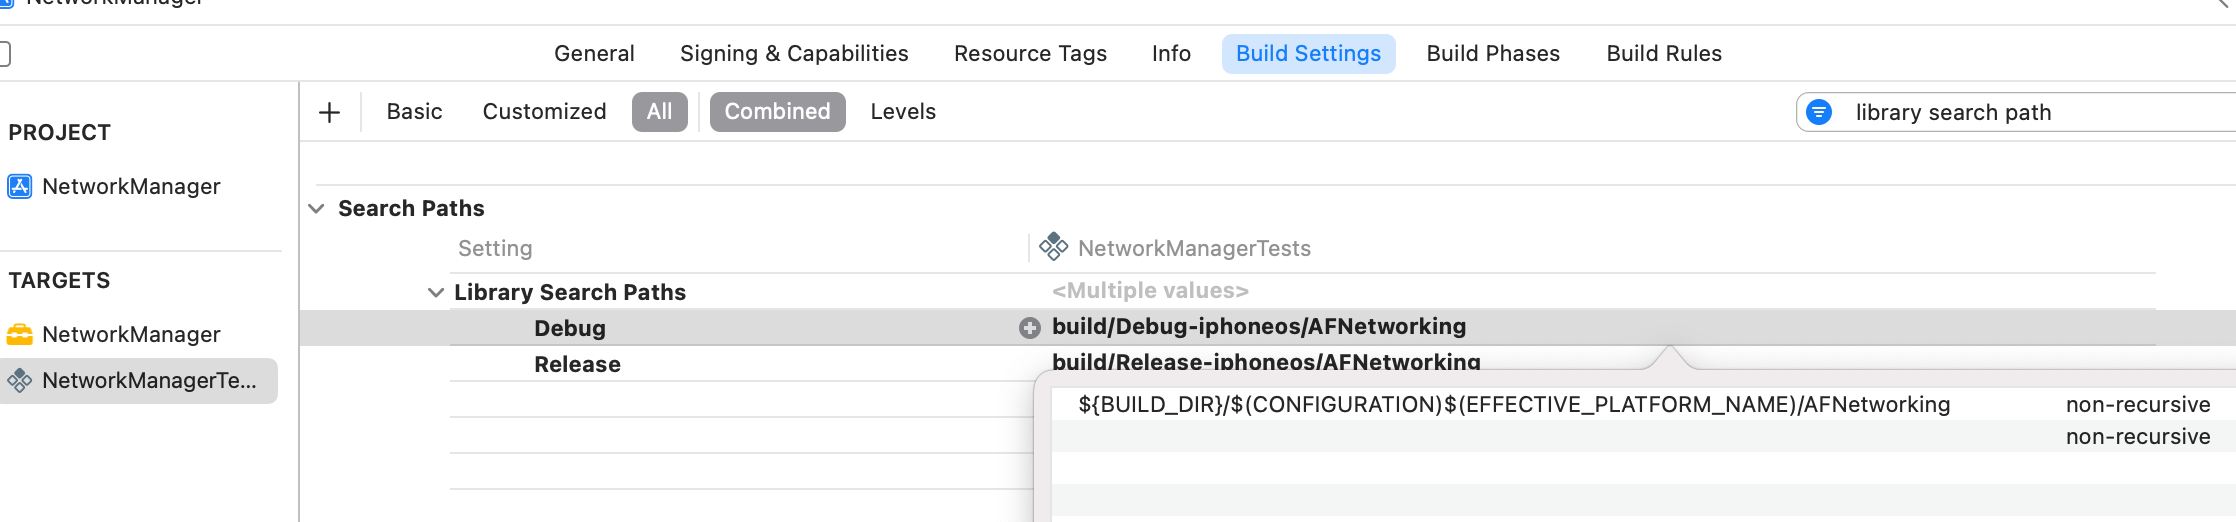 NetworkManager
General Signing & Capabilities Resource Tags Info Build Settings Build Phases Build Rules
+ Basic Customized All Combined Levels library search path
PROJECT
NetworkManager
Search Paths
Setting NetworkManagerTests
TARGETS
Library Search Paths <Multiple values>
NetworkManager
Debug build/Debug-iphoneos/AFNetworking
Release build/Release-iphoneos/AFNetworking
NetworkManagerTe...
${BUILD_DIR}/$(CONFIGURATION)$(EFFECTIVE_PLATFORM_NAME)/AFNetworking non-recursive
non-recursive